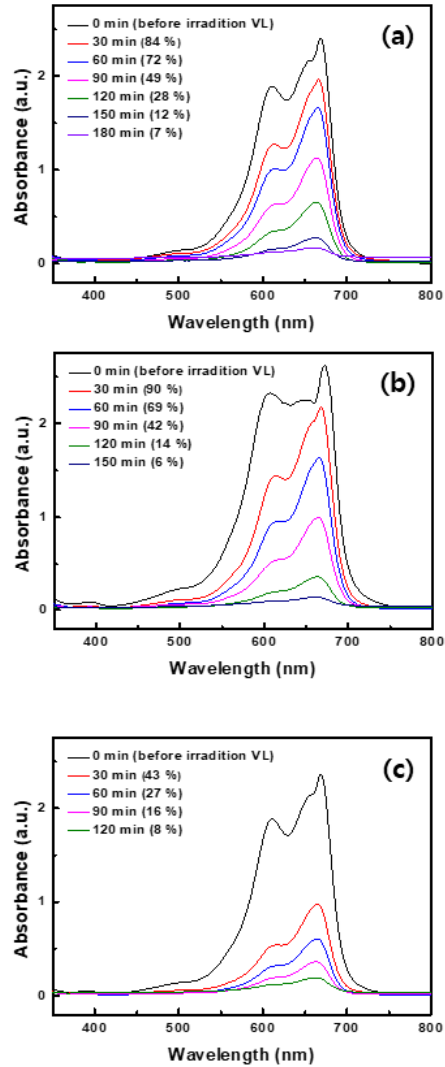 (a)
0 min (before irradition VL)
30 min (84 %)
60 min (72 %)
90 min (49 %)
120 min (28 %)
150 min (12 %)
180 min (7 %)
Absorbance (a.u.)
2
1
0
400 500 600 700 800
Wavelength (nm)
(b)
0 min (before irradition VL)
30 min (90 %)
60 min (69 %)
90 min (42 %)
120 min (14 %)
150 min (6 %)
Absorbance (a.u.)
2
1
0
400 500 600 700 800
Wavelength (nm)
(c)
0 min (before irradition VL)
30 min (43 %)
60 min (27 %)
90 min (16 %)
120 min (8 %)
Absorbance (a.u.)
2
1
0
400 500 600 700 800
Wavelength (nm)